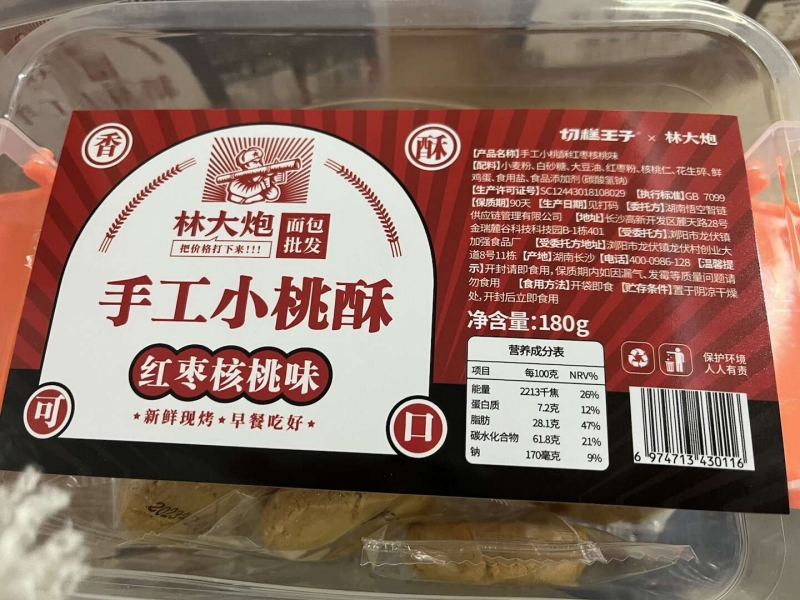 香
酥
林大炮
面包
批发
把价格打下来!!!
手工小桃酥
红枣核桃味
★新鲜现烤★早餐吃好★
可
口
切糕王子 × 林大炮
【产品名称】手工小桃酥红枣核桃味
【配料】小麦粉、白砂糖、大豆油、红枣粉、核桃仁、花生碎、鲜
鸡蛋、食用盐、食品添加剂(碳酸氢钠)
【生产许可证号】SC12443018108029 【执行标准】GB 7099
【保质期】90天 【生产日期】见打码 【委托方】湖南悟空智链
供应链管理有限公司 【地址】长沙高新开发区麓天路28号
金瑞麓谷科技科技园B-1栋401 【受委托方】浏阳市龙伏镇
加强食品厂 【受委托方地址】浏阳市龙伏镇龙伏村创业大
道8号11栋 【产地】湖南长沙 【电话】400-0986-128 【温馨提
示】开封请即食用,保质期内如因漏气、发霉等质量问题请
勿食用 【食用方法】开袋即食 【贮存条件】置于阴凉干燥
处,开封后立即食用
净含量:180g
营养成分表
项目 每100克 NRV%
能量 2213千焦 26%
蛋白质 7.2克 12%
脂肪 28.1克 47%
碳水化合物 61.8克 21%
钠 170毫克 9%
保护环境
人人有责
6 974713 430116